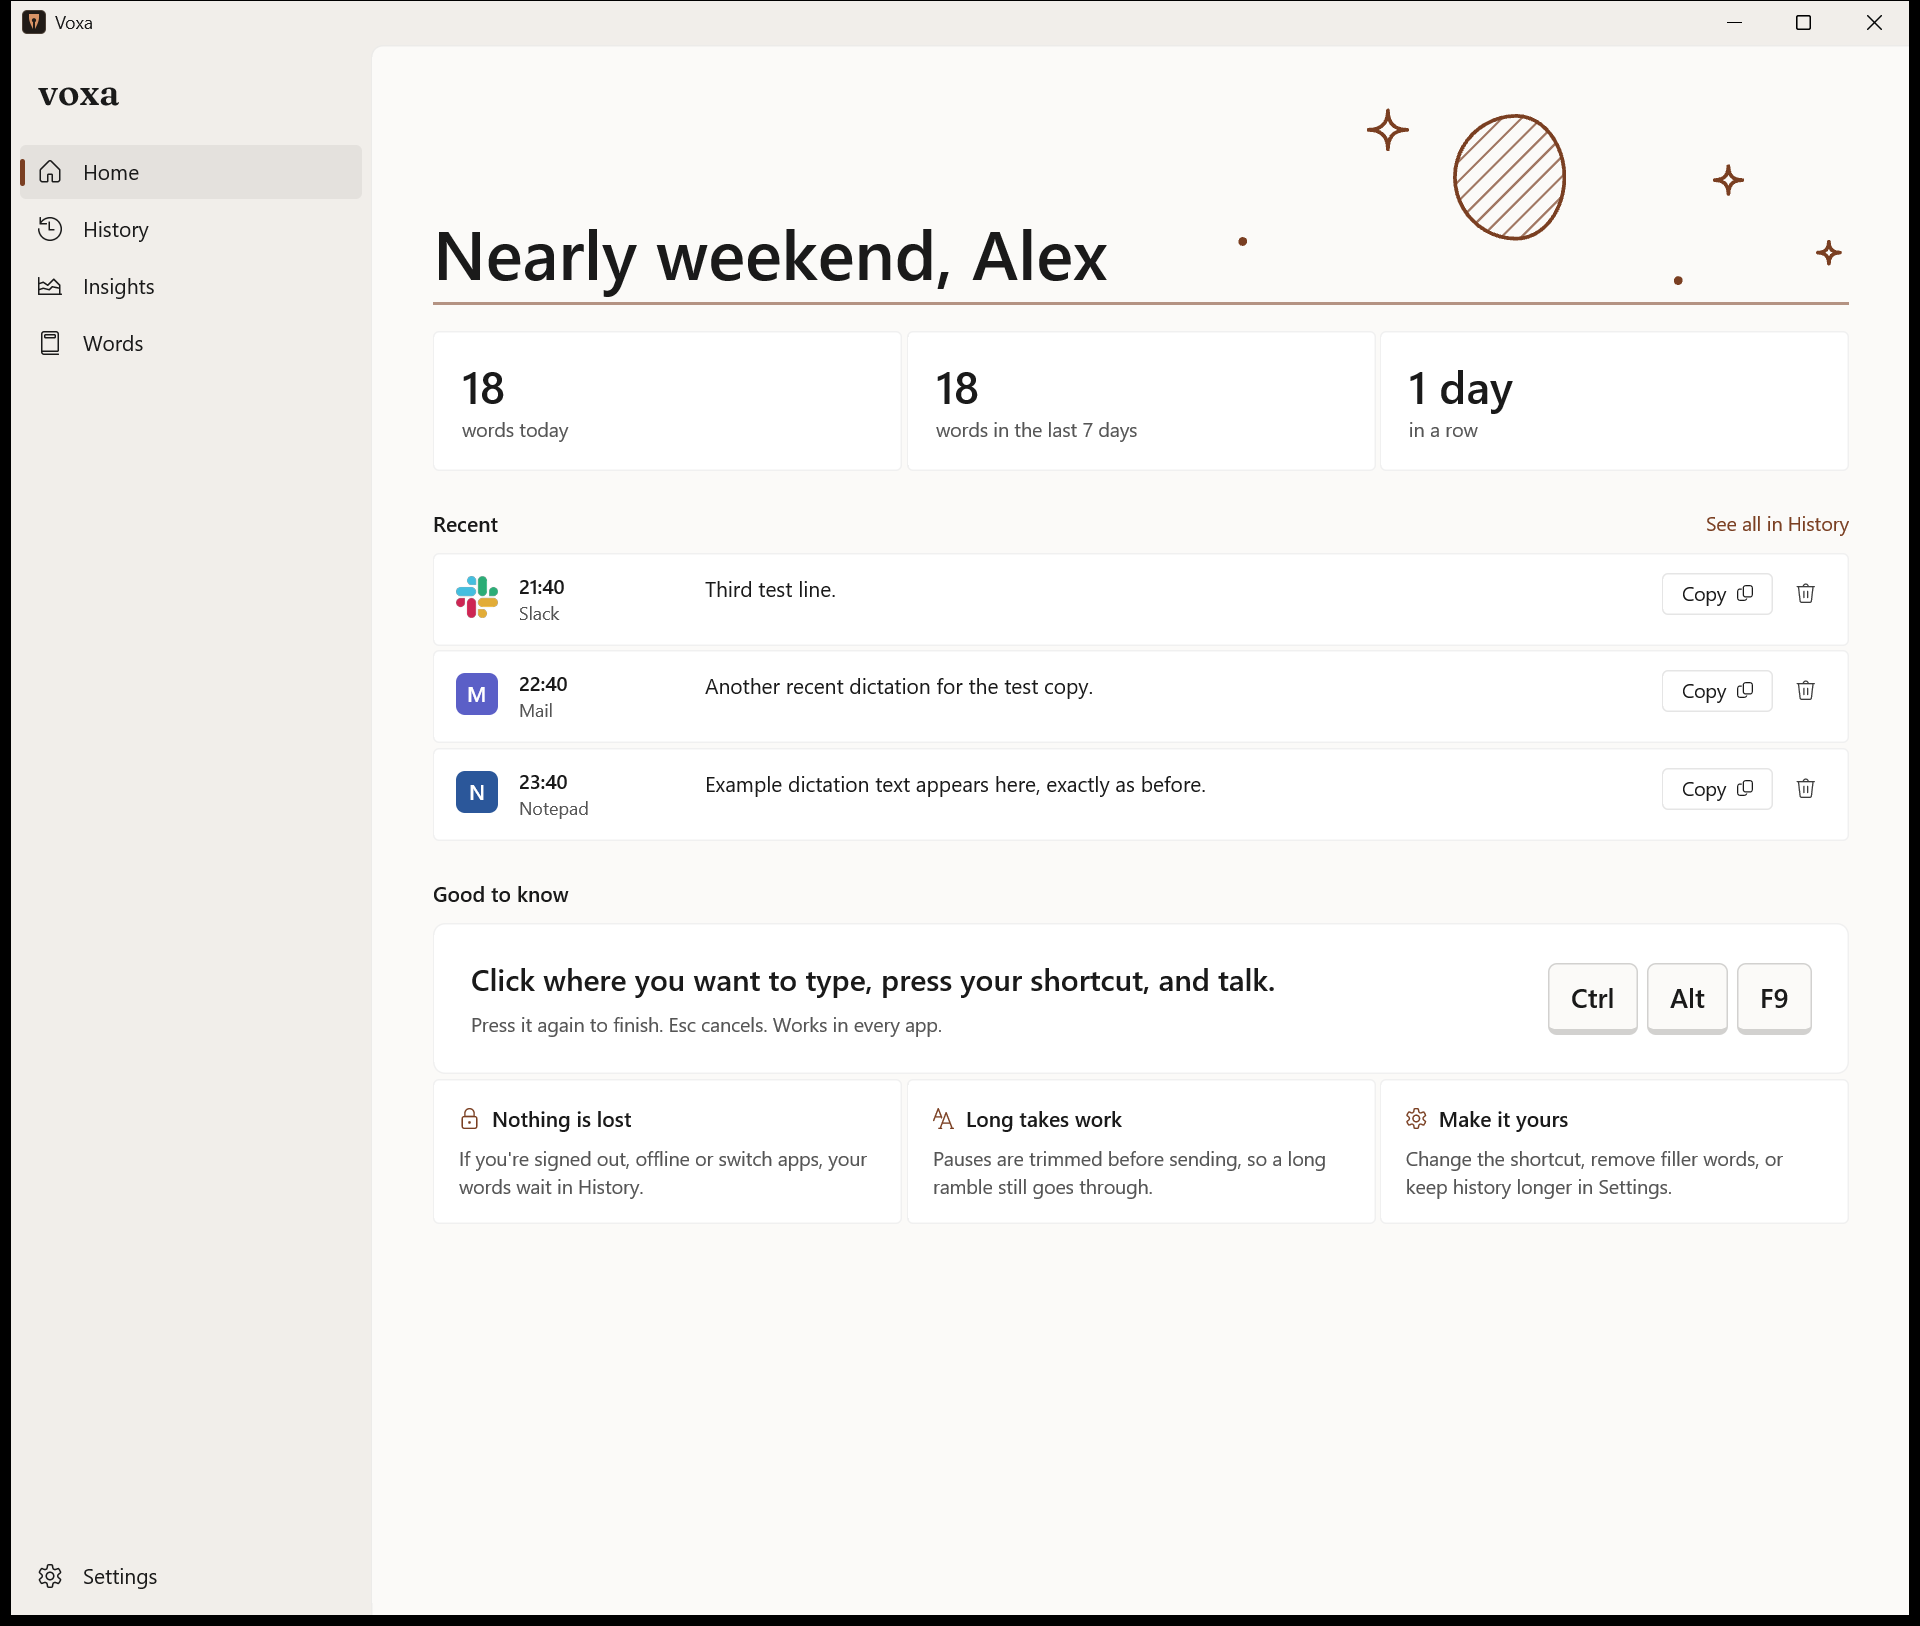 Voxa
voxa
Home
History
Insights
Words
Settings
Nearly weekend, Alex
18
words today
18
words in the last 7 days
1 day
in a row
Recent
See all in History
21:40
Slack
Third test line.
Copy
M
22:40
Mail
Another recent dictation for the test copy.
Copy
N
23:40
Notepad
Example dictation text appears here, exactly as before.
Copy
Good to know
Click where you want to type, press your shortcut, and talk.
Press it again to finish. Esc cancels. Works in every app.
Ctrl
Alt
F9
Nothing is lost
If you're signed out, offline or switch apps, your
words wait in History.
Long takes work
Pauses are trimmed before sending, so a long
ramble still goes through.
Make it yours
Change the shortcut, remove filler words, or
keep history longer in Settings.